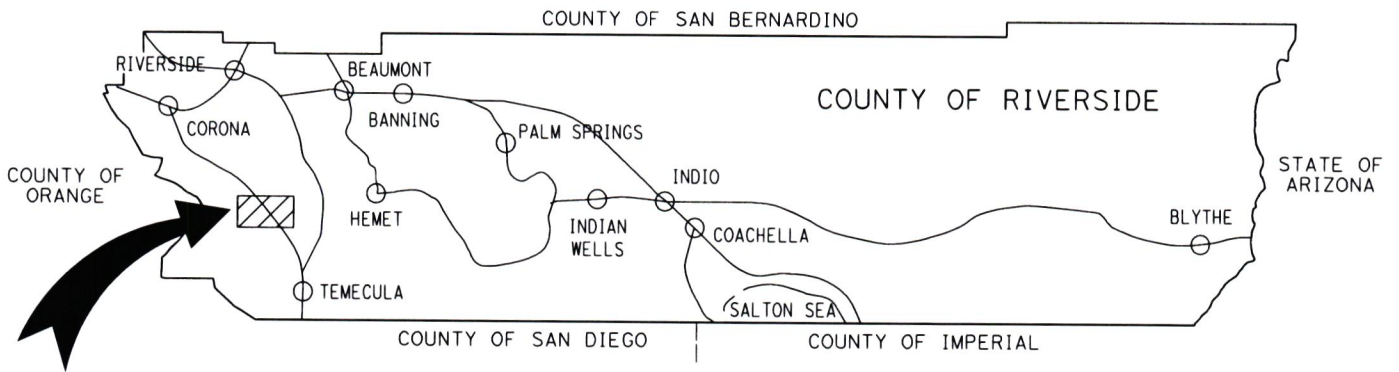 COUNTY OF SAN BERNARDINO
RIVERSIDE
BEAUMONT
COUNTY OF RIVERSIDE
CORONA
BANNING
PALM SPRINGS
COUNTY OF
ORANGE
STATE OF
ARIZONA
INDIO
HEMET
INDIAN
WELLS
COACHELLA
BLYTHE
TEMECULA
SALTON SEA
COUNTY OF SAN DIEGO
COUNTY OF IMPERIAL